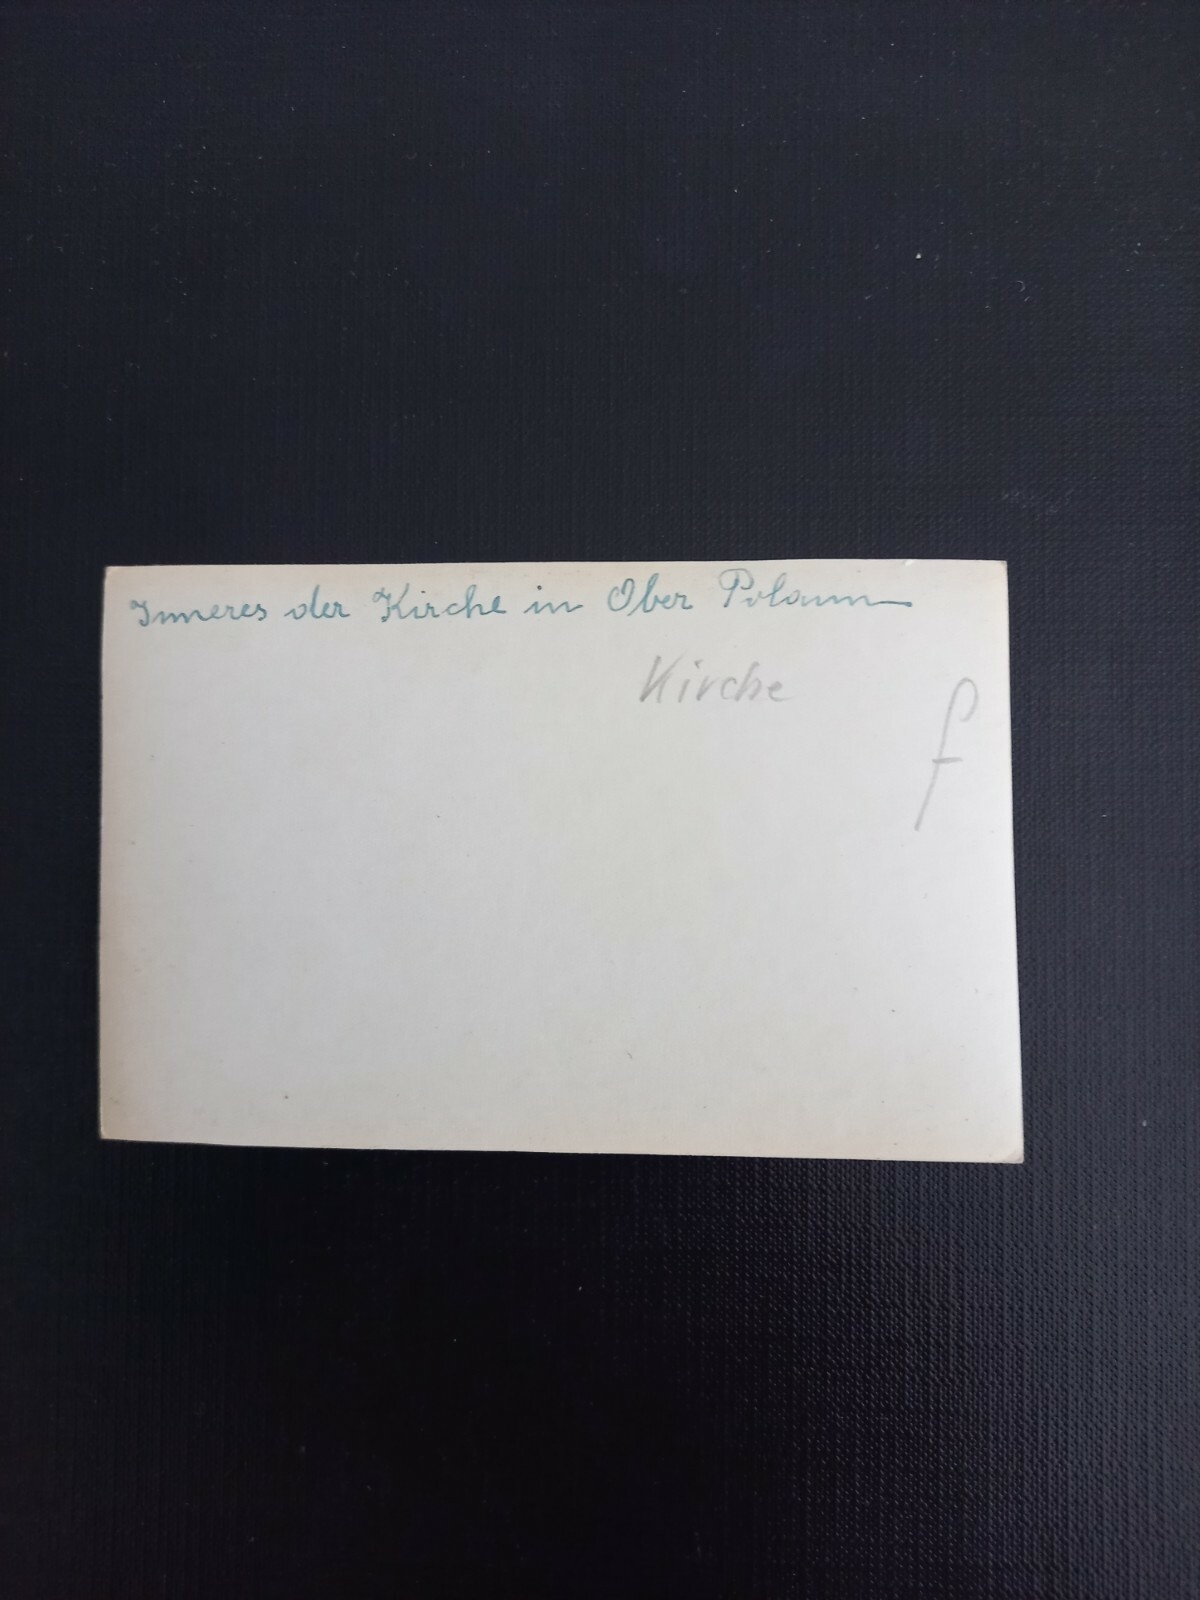 Inneres der Kirche in Ober Polaun
Kirche
f